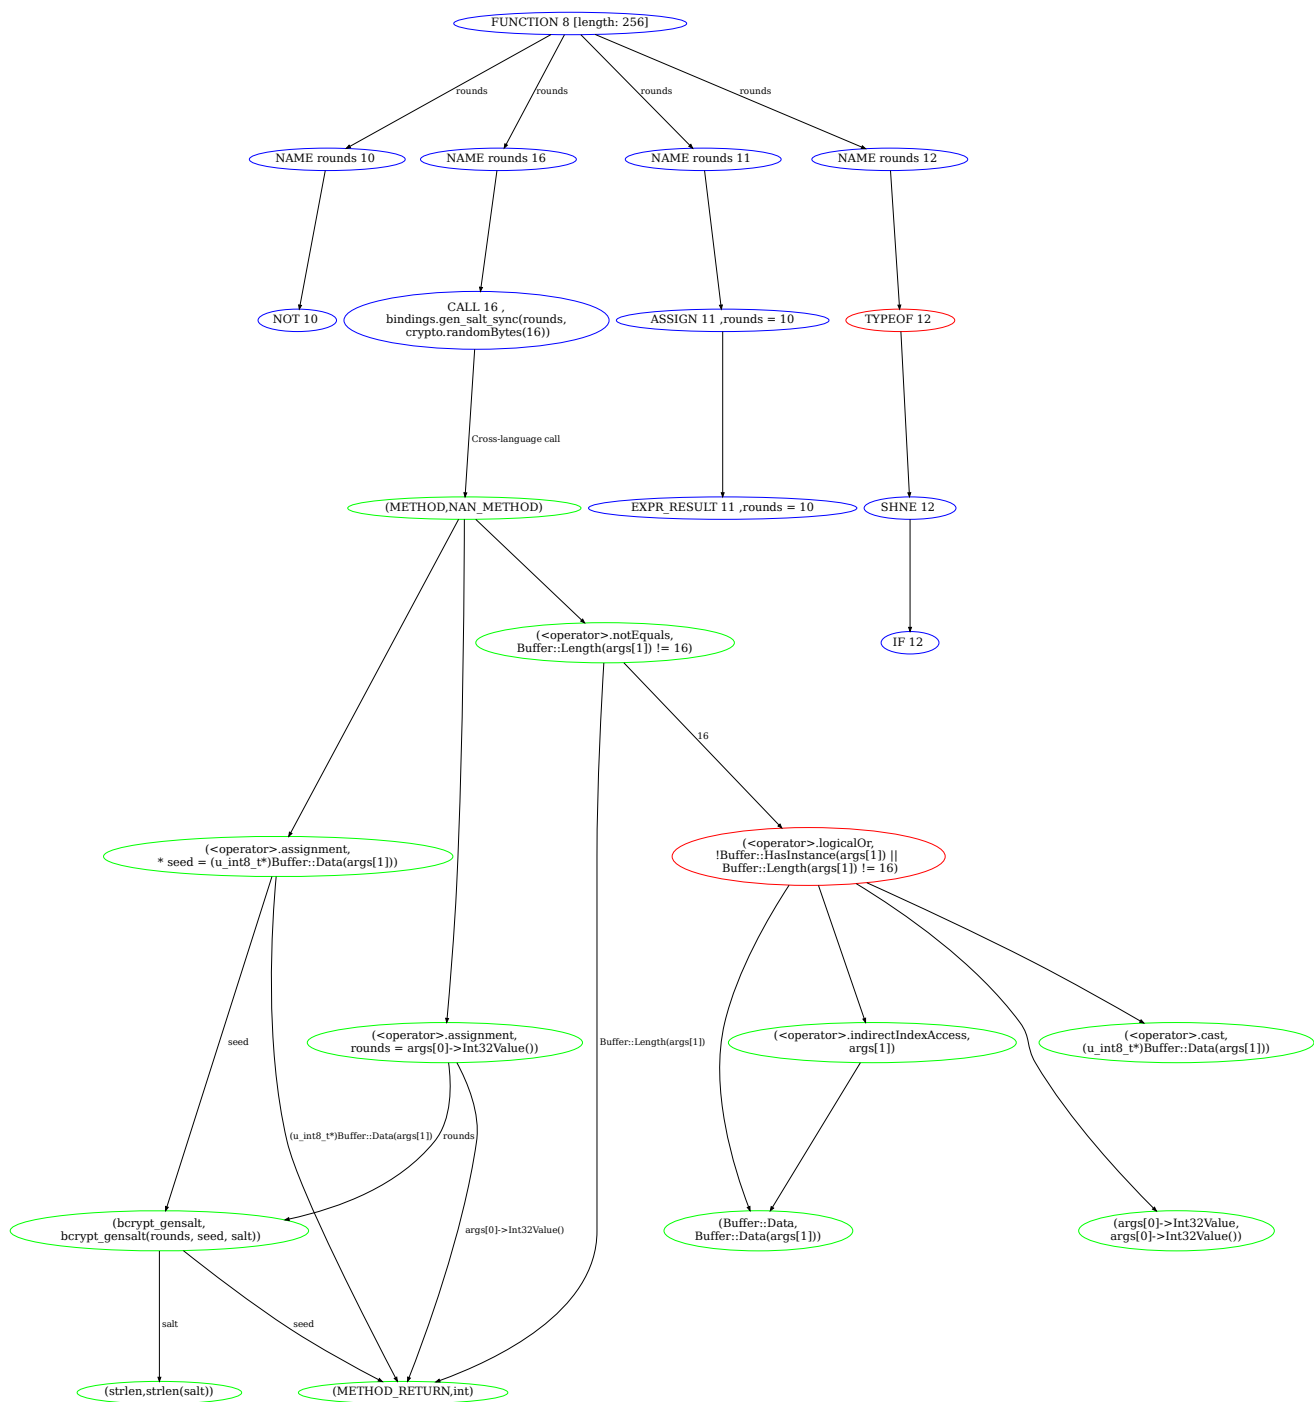 FUNCTION 8 [length: 256]
rounds
rounds
rounds
rounds
NAME rounds 10
NAME rounds 16
NAME rounds 11
NAME rounds 12
NOT 10
CALL 16 ,
bindings.gen_salt_sync(rounds,
crypto.randomBytes(16))
ASSIGN 11 ,rounds = 10
TYPEOF 12
Cross-language call
(METHOD,NAN_METHOD)
EXPR_RESULT 11 ,rounds = 10
SHNE 12
(<operator>.notEquals,
Buffer::Length(args[1]) != 16)
IF 12
16
(<operator>.assignment,
* seed = (u_int8_t*)Buffer::Data(args[1]))
(<operator>.logicalOr,
!Buffer::HasInstance(args[1]) ||
Buffer::Length(args[1]) != 16)
seed
(<operator>.assignment,
rounds = args[0]->Int32Value())
Buffer::Length(args[1])
(<operator>.indirectIndexAccess,
args[1])
(<operator>.cast,
(u_int8_t*)Buffer::Data(args[1]))
(u_int8_t*)Buffer::Data(args[1])
rounds
(bcrypt_gensalt,
bcrypt_gensalt(rounds, seed, salt))
args[0]->Int32Value()
(Buffer::Data,
Buffer::Data(args[1]))
(args[0]->Int32Value,
args[0]->Int32Value())
salt
seed
(strlen,strlen(salt))
(METHOD_RETURN,int)